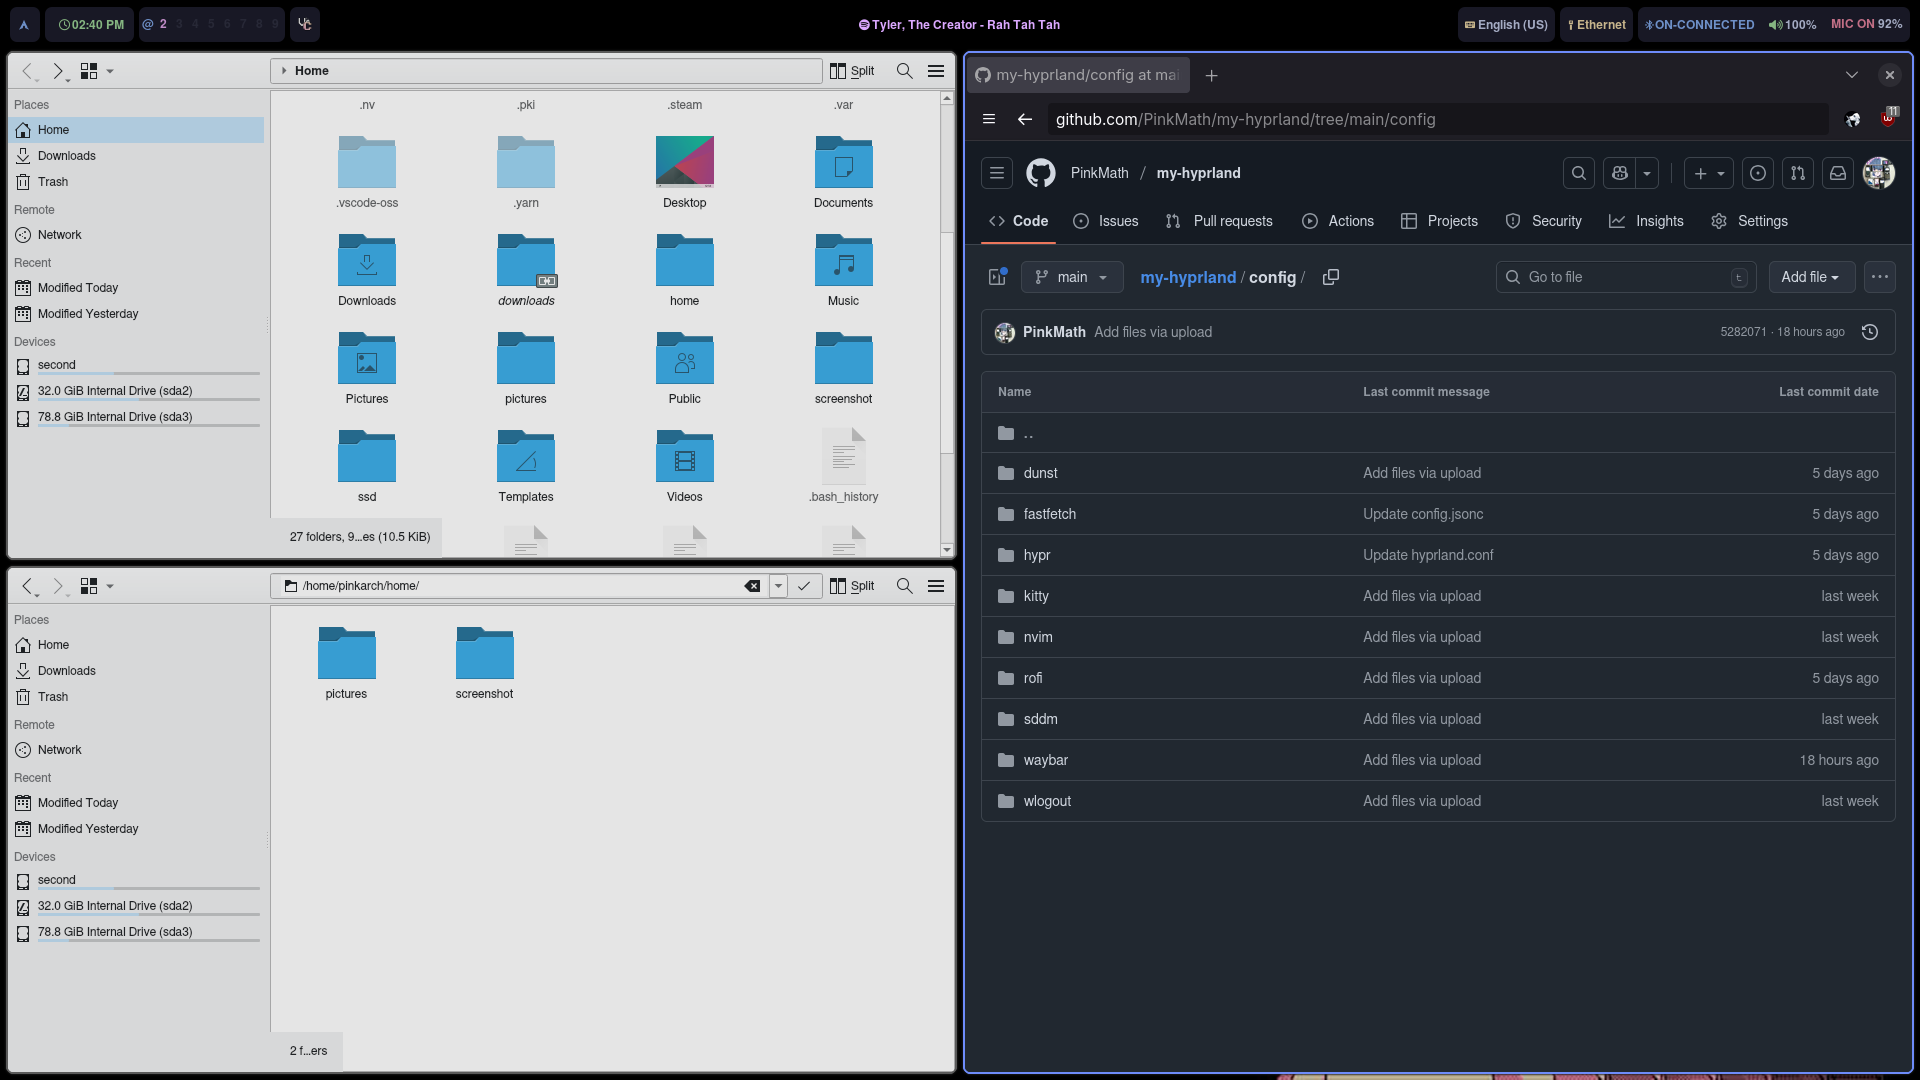 02:40 PM
@ 2 3 4 5 6 7 8 9
Tyler, The Creator - Rah Tah Tah
English (US)
Ethernet
ON-CONNECTED
100%
MIC ON 92%
Home
Split
Places
Home
Downloads
Trash
Remote
Network
Recent
Modified Today
Modified Yesterday
Devices
second
32.0 GiB Internal Drive (sda2)
78.8 GiB Internal Drive (sda3)
.nv .pki .steam .var
.vscode-oss .yarn Desktop Documents
Downloads downloads home Music
Pictures pictures Public screenshot
ssd Templates Videos .bash_history
27 folders, 9...es (10.5 KiB)
/home/pinkarch/home/
Split
Places
Home
Downloads
Trash
Remote
Network
Recent
Modified Today
Modified Yesterday
Devices
second
32.0 GiB Internal Drive (sda2)
78.8 GiB Internal Drive (sda3)
pictures screenshot
2 f...ers
my-hyprland/config at mai
github.com/PinkMath/my-hyprland/tree/main/config
11
PinkMath / my-hyprland
Code Issues Pull requests Actions Projects Security Insights Settings
main
my-hyprland / config /
Go to file t
Add file
PinkMath Add files via upload 5282071 · 18 hours ago
Name Last commit message Last commit date
..
dunst Add files via upload 5 days ago
fastfetch Update config.jsonc 5 days ago
hypr Update hyprland.conf 5 days ago
kitty Add files via upload last week
nvim Add files via upload last week
rofi Add files via upload 5 days ago
sddm Add files via upload last week
waybar Add files via upload 18 hours ago
wlogout Add files via upload last week